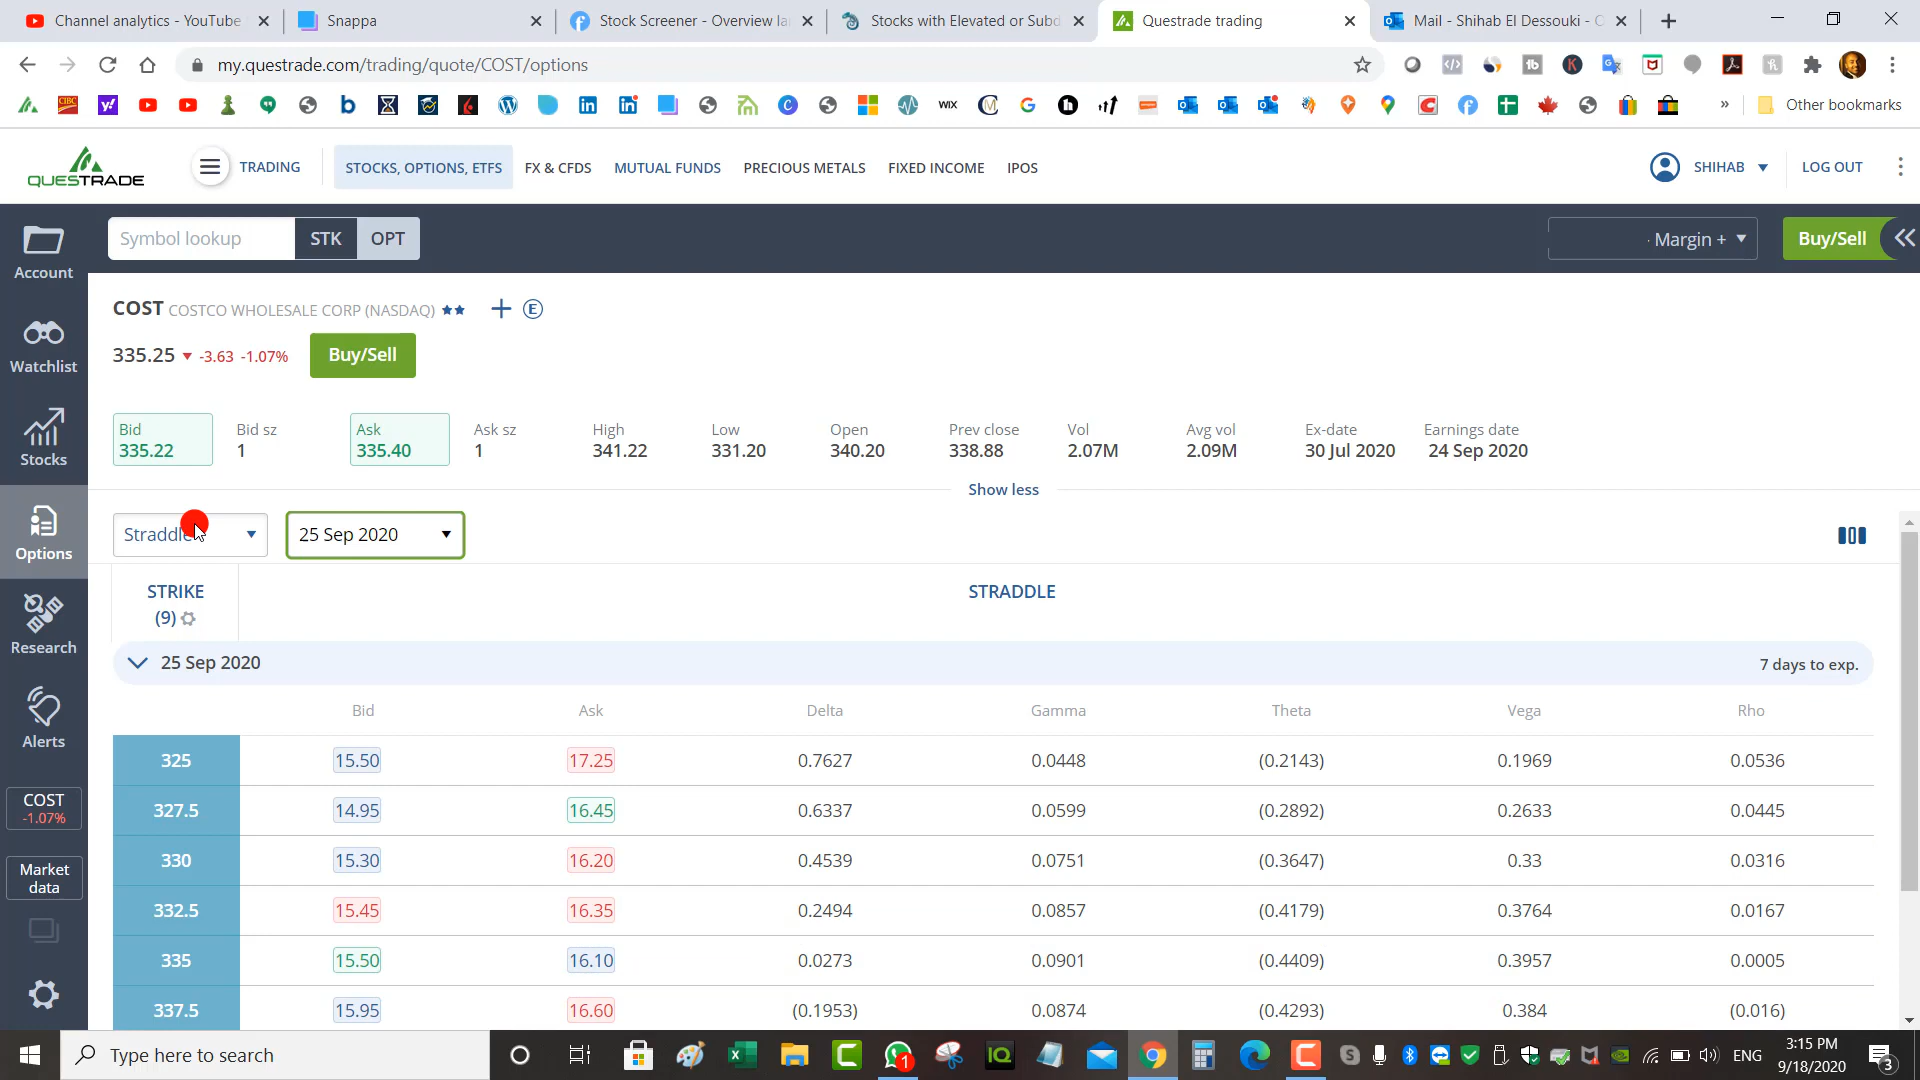 Channel analytics - YouTube
Snappa
Stock Screener - Overview la
Stocks with Elevated or Subd
Questrade trading
Mail - Shihab El Dessouki - O
my.questrade.com/trading/quote/COST/options
Other bookmarks
QUESTRADE
TRADING
STOCKS, OPTIONS, ETFS
FX & CFDS
MUTUAL FUNDS
PRECIOUS METALS
FIXED INCOME
IPOS
SHIHAB
LOG OUT
Symbol lookup
STK
OPT
Margin +
Buy/Sell
Account
Watchlist
Stocks
Options
Research
Alerts
COST
-1.07%
Market
data
COST COSTCO WHOLESALE CORP (NASDAQ)
335.25 -3.63 -1.07%
Buy/Sell
Bid Bid sz Ask Ask sz High Low Open Prev close Vol Avg vol Ex-date Earnings date
335.22 1 335.40 1 341.22 331.20 340.20 338.88 2.07M 2.09M 30 Jul 2020 24 Sep 2020
Show less
Straddle
25 Sep 2020
STRIKE
(9)
STRADDLE
25 Sep 2020
7 days to exp.
Bid Ask Delta Gamma Theta Vega Rho
325 15.50 17.25 0.7627 0.0448 (0.2143) 0.1969 0.0536
327.5 14.95 16.45 0.6337 0.0599 (0.2892) 0.2633 0.0445
330 15.30 16.20 0.4539 0.0751 (0.3647) 0.33 0.0316
332.5 15.45 16.35 0.2494 0.0857 (0.4179) 0.3764 0.0167
335 15.50 16.10 0.0273 0.0901 (0.4409) 0.3957 0.0005
337.5 15.95 16.60 (0.1953) 0.0874 (0.4293) 0.384 (0.016)
Type here to search
ENG
3:15 PM
9/18/2020